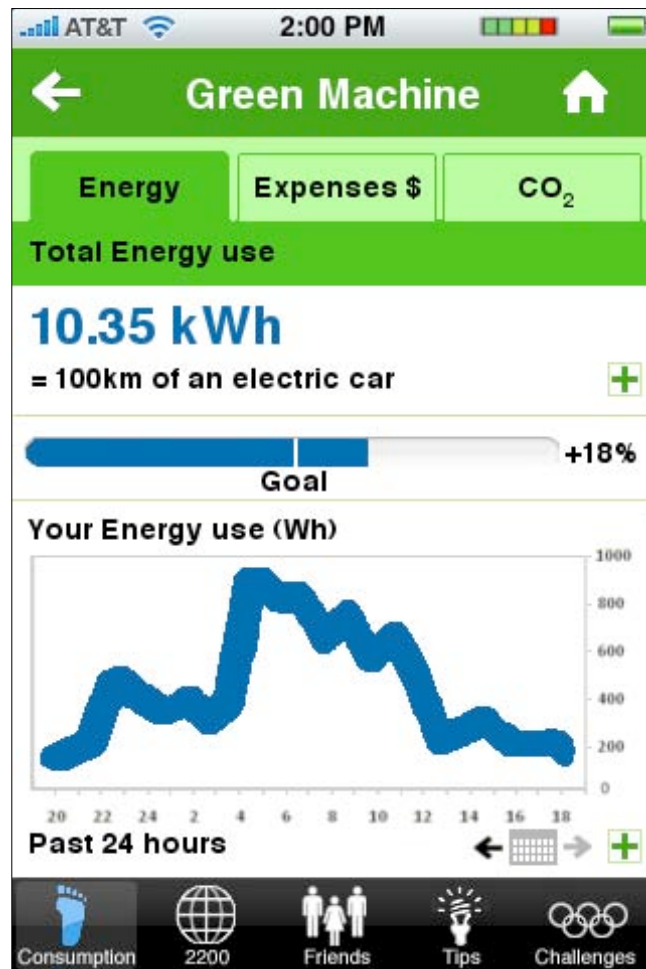 AT&T 2:00 PM
Green Machine
Energy Expenses $ CO₂
Total Energy use
10.35 kWh
= 100km of an electric car +
+18%
Goal
Your Energy use (Wh)
1000
800
600
400
200
0
20 22 24 2 4 6 8 10 12 14 16 18
Past 24 hours +
Consumption 2200 Friends Tips Challenges